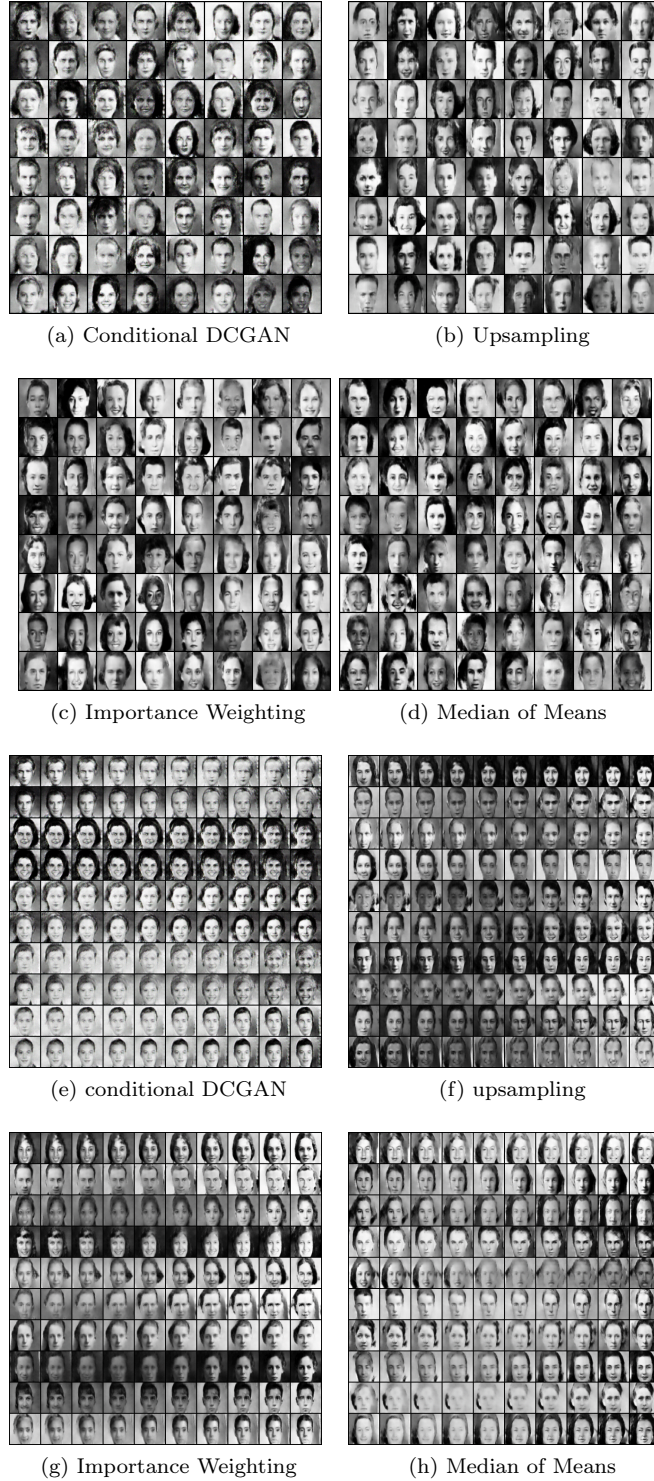 (a) Conditional DCGAN
(b) Upsampling
(c) Importance Weighting
(d) Median of Means
(e) conditional DCGAN
(f) upsampling
(g) Importance Weighting
(h) Median of Means